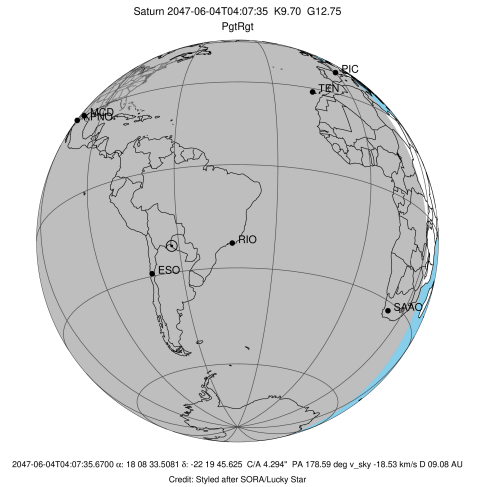 Saturn 2047-06-04T04:07:35 K9.70 G12.75
PgtRgt
PIC
TEN
MCD
KPNO
RIO
ESO
SAAO
2047-06-04T04:07:35.6700 α: 18 08 33.5081 δ: -22 19 45.625 C/A 4.294" PA 178.59 deg v_sky -18.53 km/s D 09.08 AU
Credit: Styled after SORA/Lucky Star